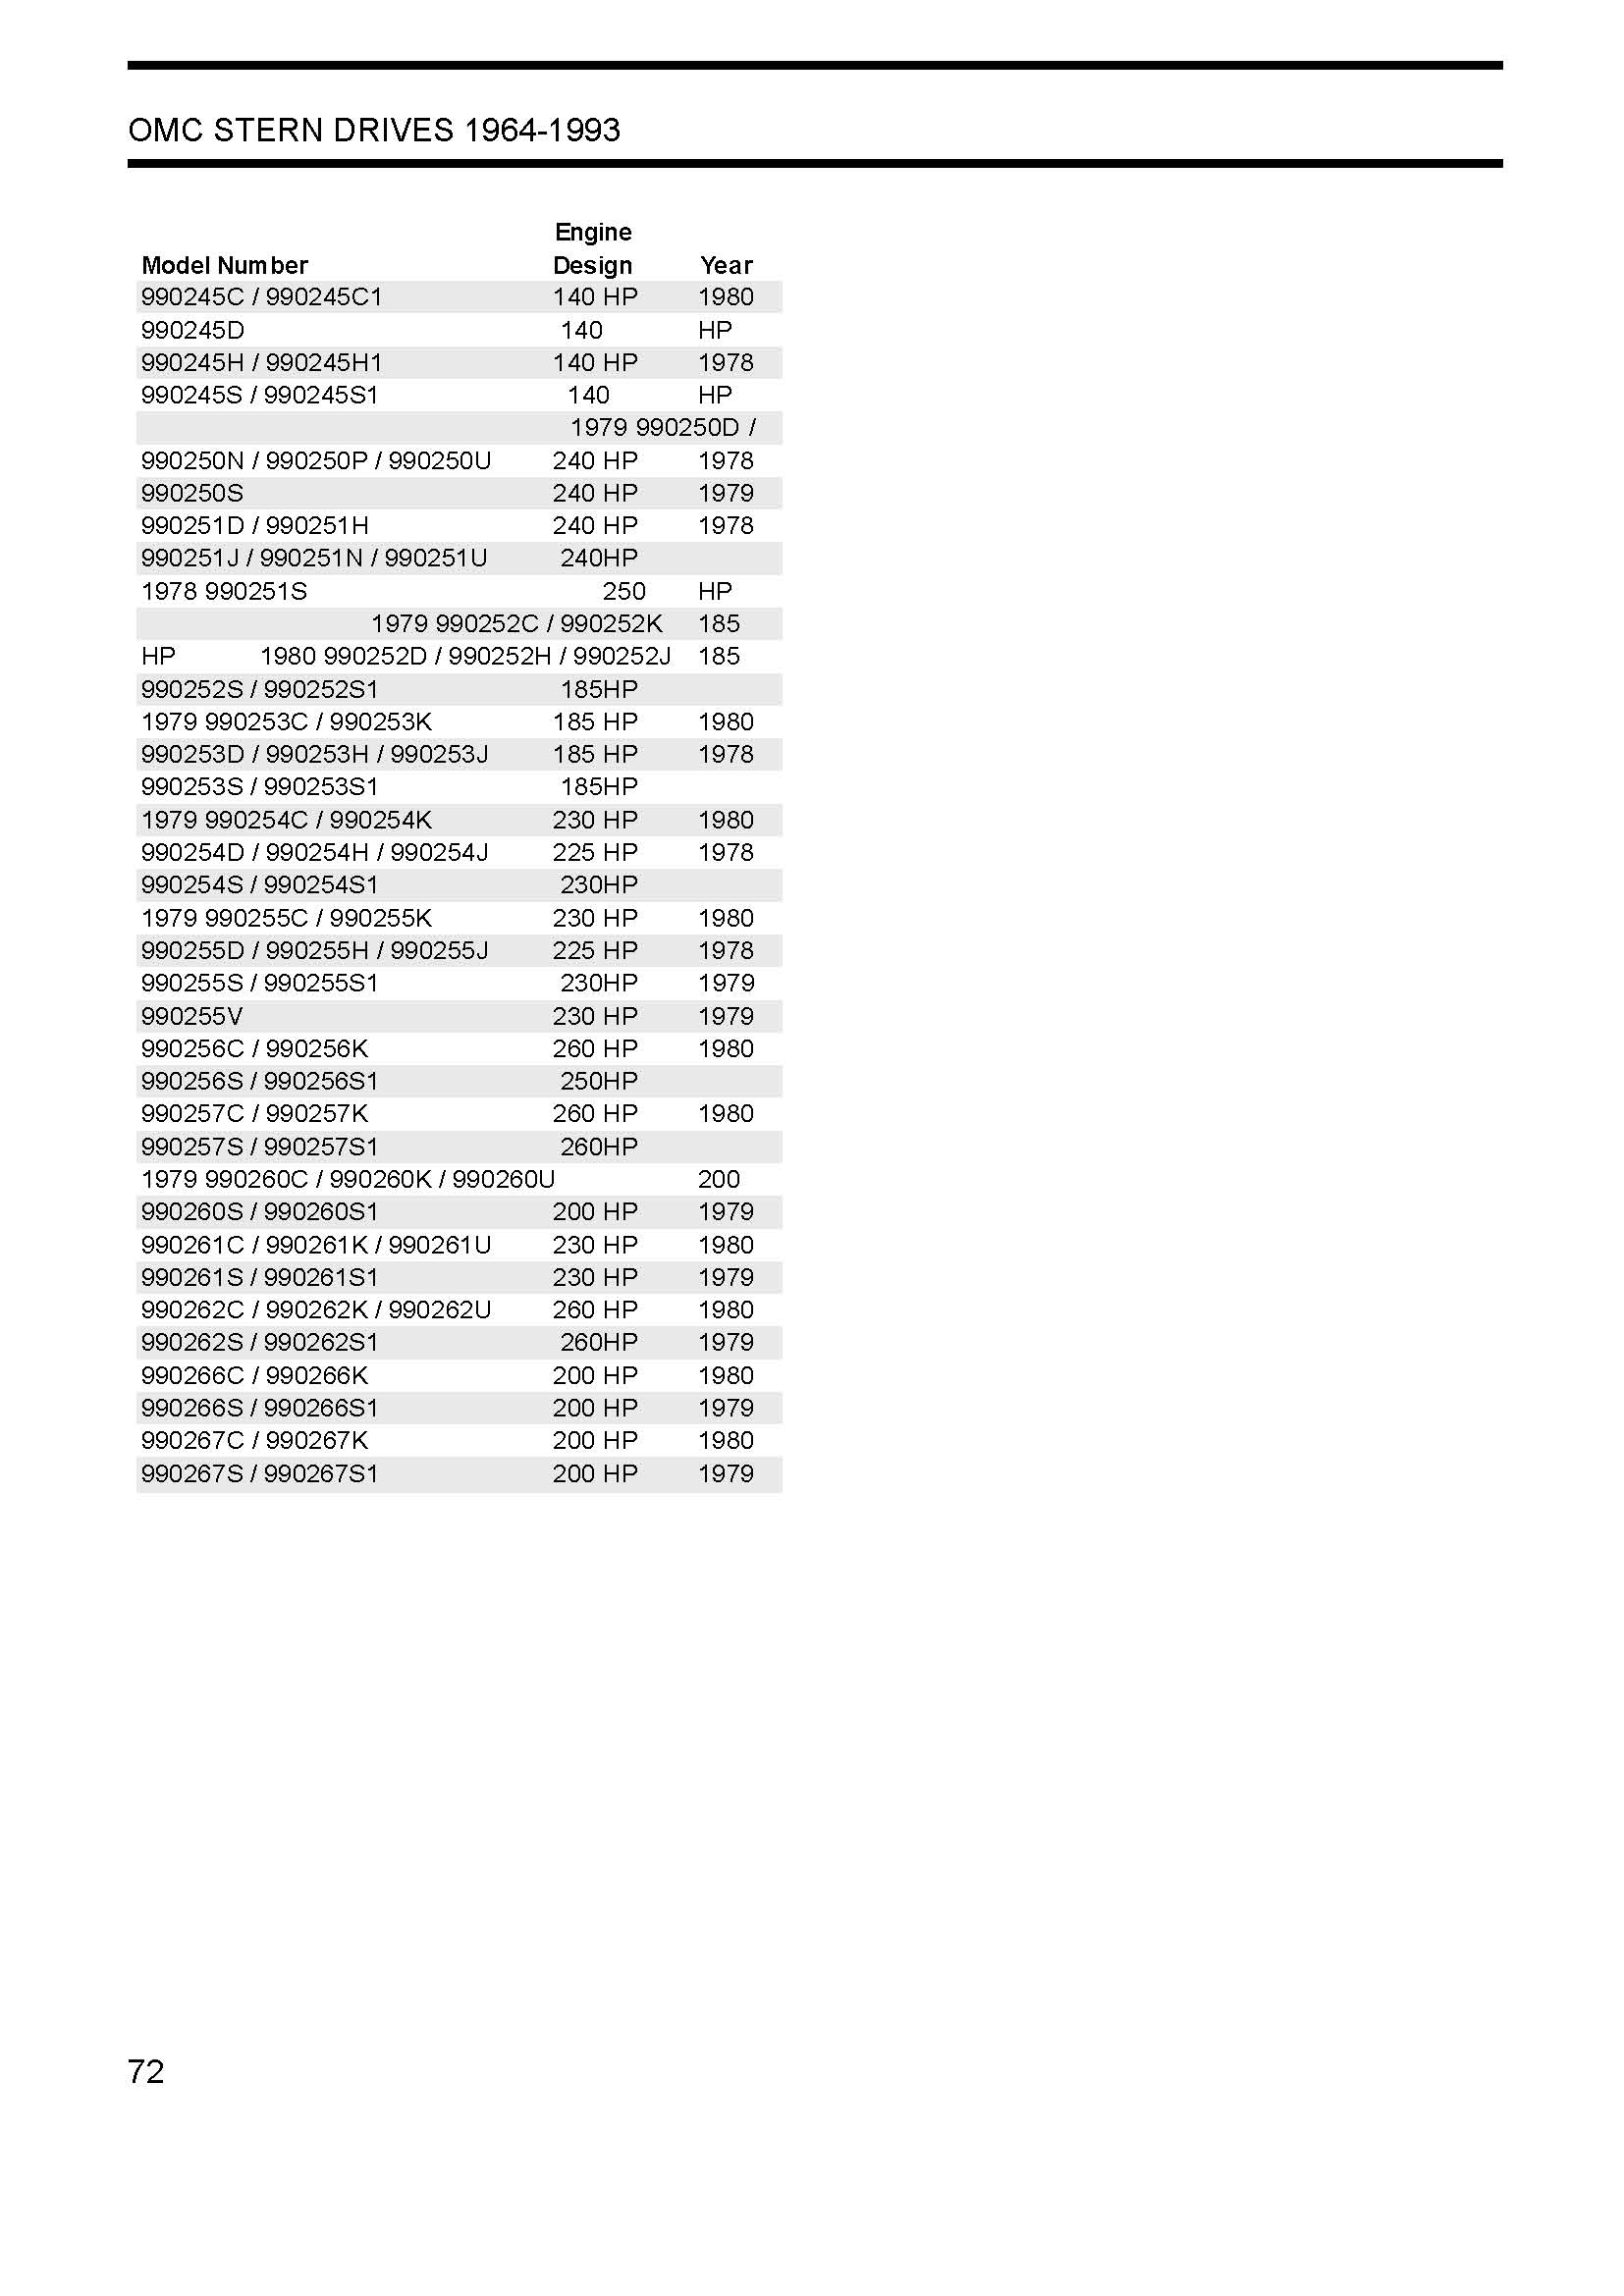 OMC STERN DRIVES 1964-1993
Engine
Model Number Design Year
990245C / 990245C1 140 HP 1980
990245D 140 HP
990245H / 990245H1 140 HP 1978
990245S / 990245S1 140 HP
1979 990250D /
990250N / 990250P / 990250U 240 HP 1978
990250S 240 HP 1979
990251D / 990251H 240 HP 1978
990251J / 990251N / 990251U 240HP
1978 990251S 250 HP
1979 990252C / 990252K 185
HP 1980 990252D / 990252H / 990252J 185
990252S / 990252S1 185HP
1979 990253C / 990253K 185 HP 1980
990253D / 990253H / 990253J 185 HP 1978
990253S / 990253S1 185HP
1979 990254C / 990254K 230 HP 1980
990254D / 990254H / 990254J 225 HP 1978
990254S / 990254S1 230HP
1979 990255C / 990255K 230 HP 1980
990255D / 990255H / 990255J 225 HP 1978
990255S / 990255S1 230HP 1979
990255V 230 HP 1979
990256C / 990256K 260 HP 1980
990256S / 990256S1 250HP
990257C / 990257K 260 HP 1980
990257S / 990257S1 260HP
1979 990260C / 990260K / 990260U 200
990260S / 990260S1 200 HP 1979
990261C / 990261K / 990261U 230 HP 1980
990261S / 990261S1 230 HP 1979
990262C / 990262K / 990262U 260 HP 1980
990262S / 990262S1 260HP 1979
990266C / 990266K 200 HP 1980
990266S / 990266S1 200 HP 1979
990267C / 990267K 200 HP 1980
990267S / 990267S1 200 HP 1979
72